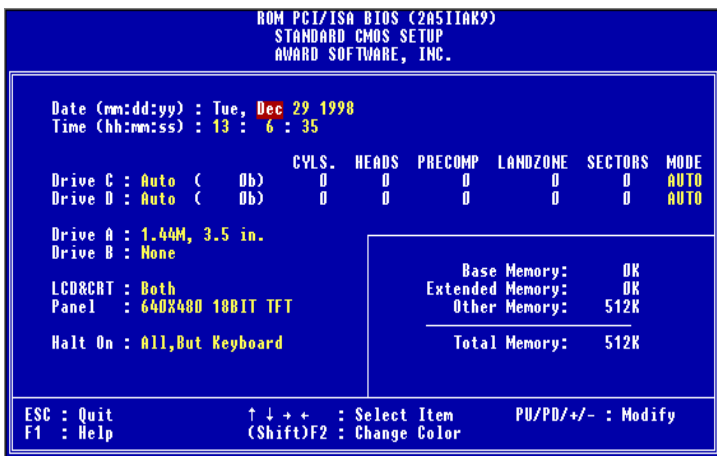 ROM PCI/ISA BIOS (2A5IIAK9)
STANDARD CMOS SETUP
AWARD SOFTWARE, INC.
Date (mm:dd:yy) : Tue, Dec 29 1998
Time (hh:mm:ss) : 13 : 6 : 35
CYLS. HEADS PRECOMP LANDZONE SECTORS MODE
Drive C : Auto ( 0b) 0 0 0 0 0 AUTO
Drive D : Auto ( 0b) 0 0 0 0 0 AUTO
Drive A : 1.44M, 3.5 in.
Drive B : None
LCD&CRT : Both
Panel : 640X480 18BIT TFT
Halt On : All,But Keyboard
Base Memory: 0K
Extended Memory: 0K
Other Memory: 512K
Total Memory: 512K
ESC : Quit ↑ ↓ → ← : Select Item PU/PD/+/- : Modify
F1 : Help (Shift)F2 : Change Color